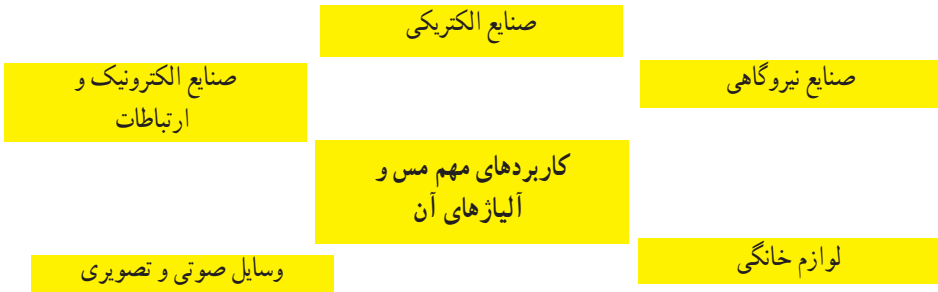 صنایع الکتریکی
صنایع نیروگاهی
صنایع الکترونیک و
ارتباطات
کاربردهای مهم مس و
آلیاژهای آن
لوازم خانگی
وسایل صوتی و تصویری